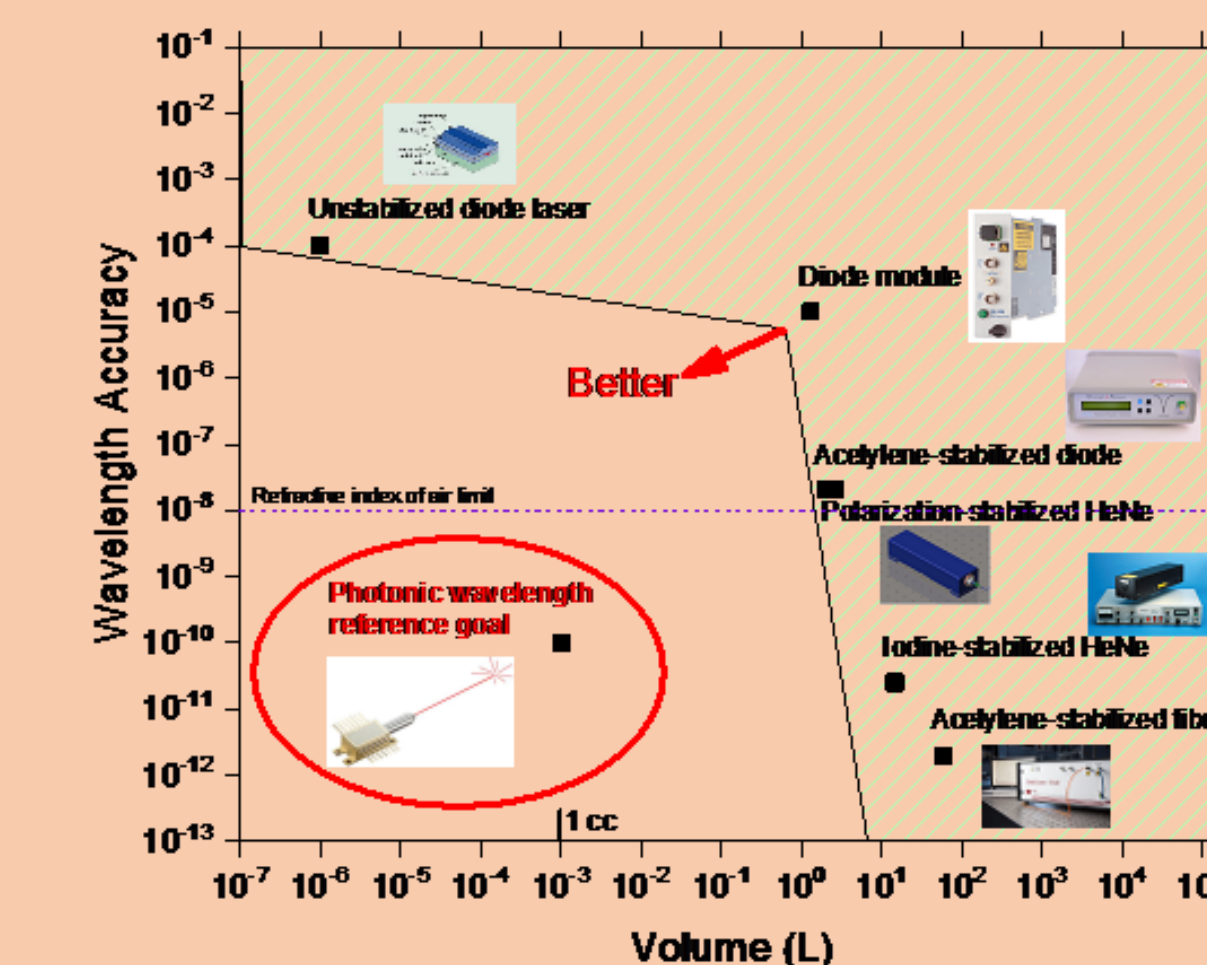 10⁻¹
10⁻²
10⁻³
Unstabilized diode laser
10⁻⁴
Diode module
10⁻⁵
10⁻⁶
Better
10⁻⁷
Acetylene-stabilized diode
Refractive index of air limit
10⁻⁸
Polarization-stabilized HeNe
10⁻⁹
Photonic wavelength
reference goal
10⁻¹⁰
Iodine-stabilized HeNe
10⁻¹¹
Acetylene-stabilized fib
10⁻¹²
1 cc
10⁻¹³
Wavelength Accuracy
10⁻⁷ 10⁻⁶ 10⁻⁵ 10⁻⁴ 10⁻³ 10⁻² 10⁻¹ 10⁰ 10¹ 10² 10³ 10⁴ 10
Volume (L)